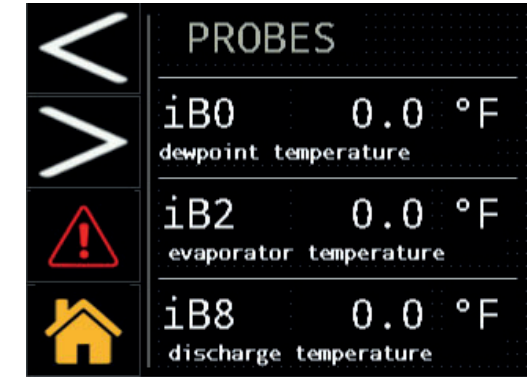 PROBES
iB0 0.0 °F
dewpoint temperature
iB2 0.0 °F
evaporator temperature
iB8 0.0 °F
discharge temperature